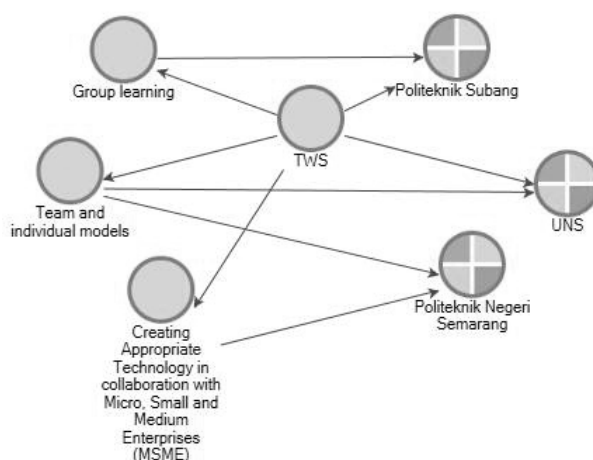 Group learning
Politeknik Subang
TWS
Team and
individual models
UNS
Politeknik Negeri
Semarang
Creating
Appropriate
Technology in
collaboration with
Micro, Small and
Medium
Enterprises
(MSME)